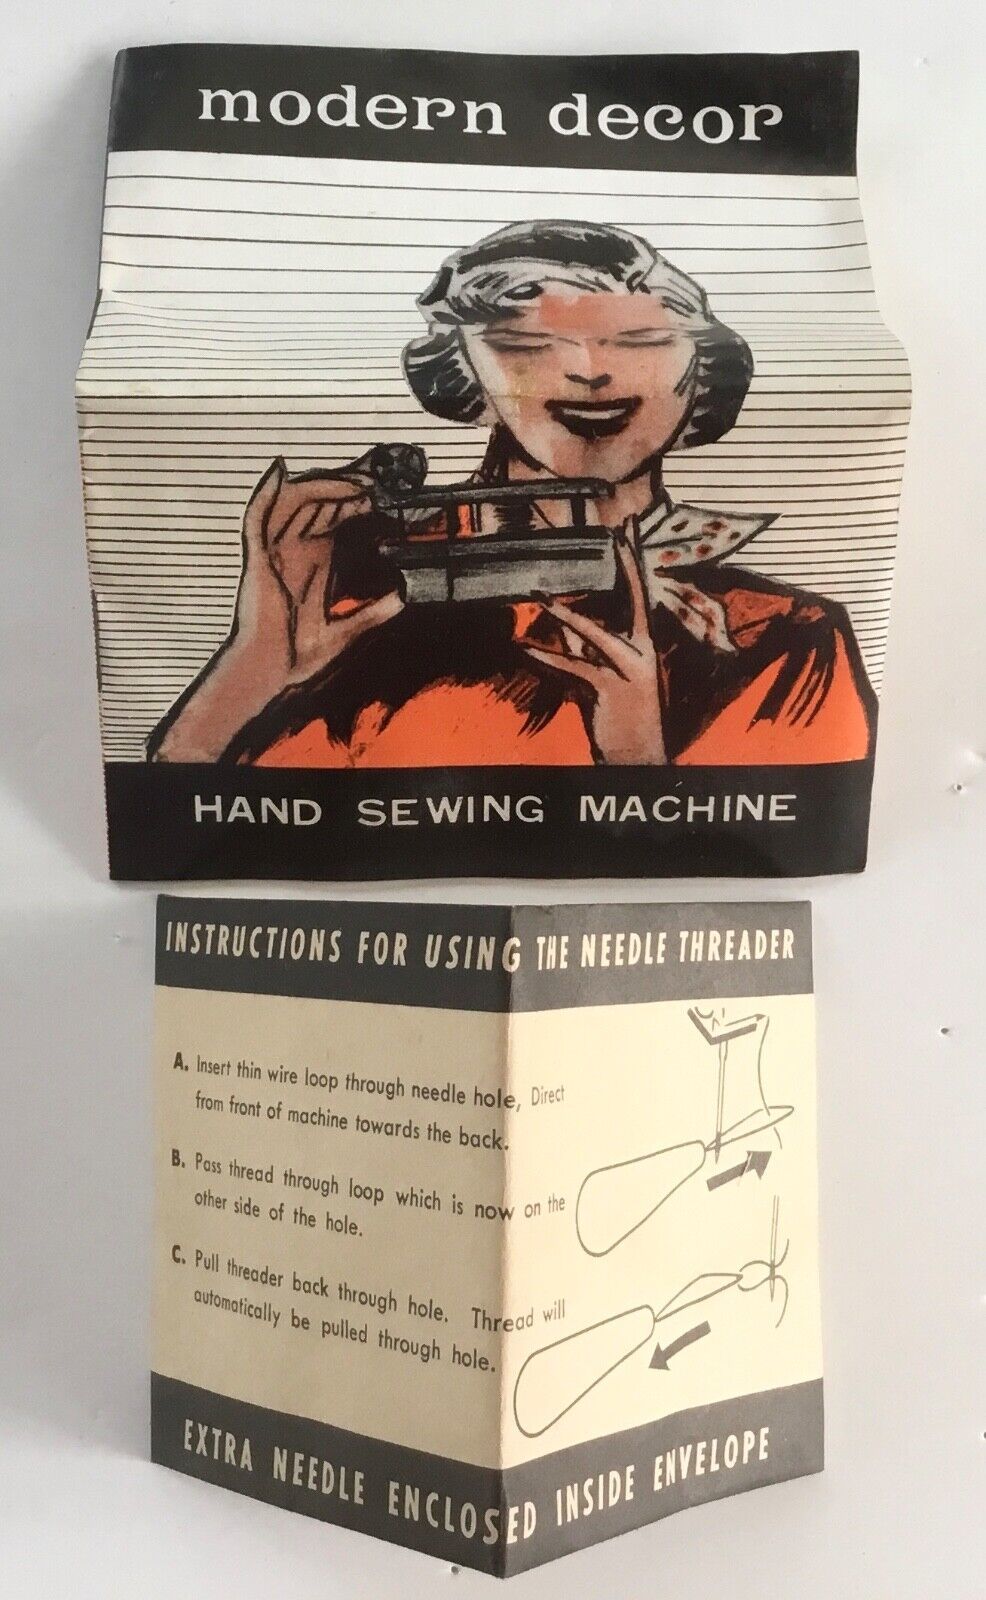 modern decor
HAND SEWING MACHINE
INSTRUCTIONS FOR USING THE NEEDLE THREADER
A. Insert thin wire loop through needle hole, Direct
from front of machine towards the back.
B. Pass thread through loop which is now on the
other side of the hole.
C. Pull threader back through hole. Thread will
automatically be pulled through hole.
EXTRA NEEDLE ENCLOSED INSIDE ENVELOPE